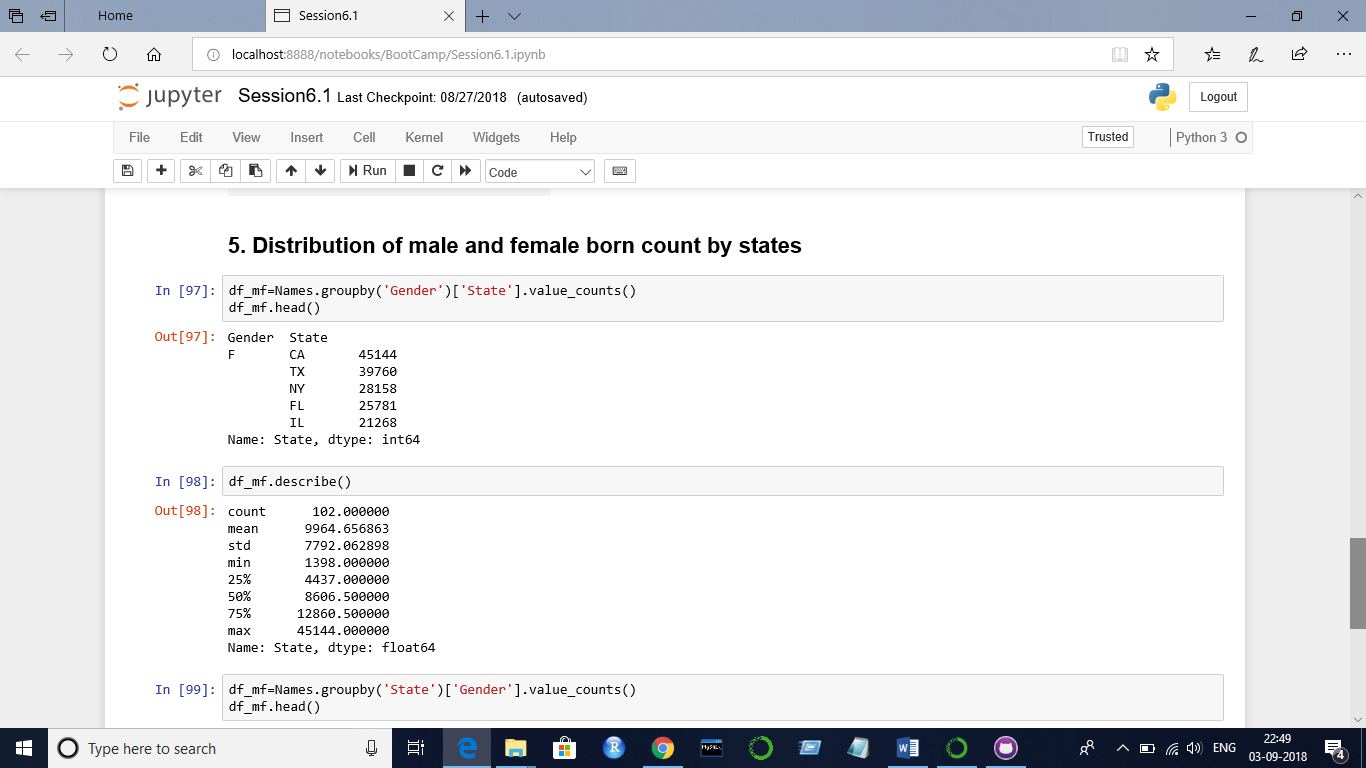 Home
Session6.1
localhost:8888/notebooks/BootCamp/Session6.1.ipynb
jupyter Session6.1 Last Checkpoint: 08/27/2018 (autosaved)
Logout
File Edit View Insert Cell Kernel Widgets Help
Trusted
Python 3
Run
Code
5. Distribution of male and female born count by states
In [97]: df_mf=Names.groupby('Gender')['State'].value_counts()
df_mf.head()
Out[97]: Gender State
F CA 45144
TX 39760
NY 28158
FL 25781
IL 21268
Name: State, dtype: int64
In [98]: df_mf.describe()
Out[98]: count 102.000000
mean 9964.656863
std 7792.062898
min 1398.000000
25% 4437.000000
50% 8606.500000
75% 12860.500000
max 45144.000000
Name: State, dtype: float64
In [99]: df_mf=Names.groupby('State')['Gender'].value_counts()
df_mf.head()
Type here to search
R
MySQL
ENG
22:49
03-09-2018
4